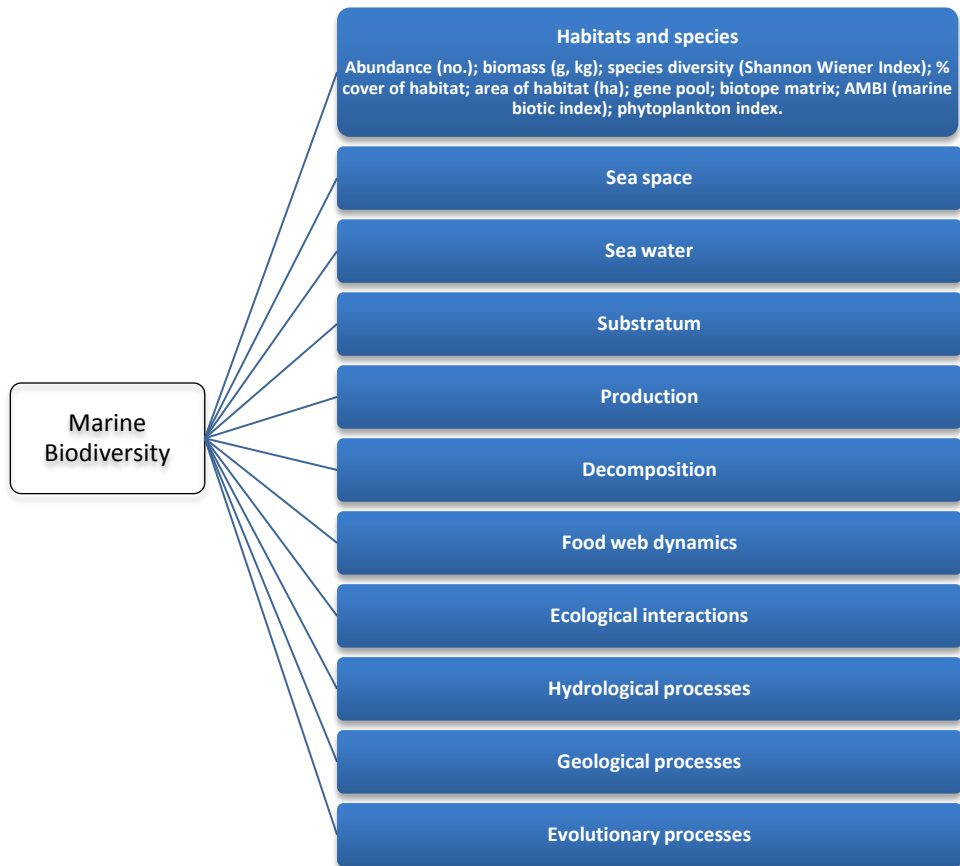 Habitats and species
Abundance (no.); biomass (g, kg); species diversity (Shannon Wiener Index); %
cover of habitat; area of habitat (ha); gene pool; biotope matrix; AMBI (marine
biotic index); phytoplankton index.
Sea space
Sea water
Substratum
Production
Marine
Biodiversity
Decomposition
Food web dynamics
Ecological interactions
Hydrological processes
Geological processes
Evolutionary processes